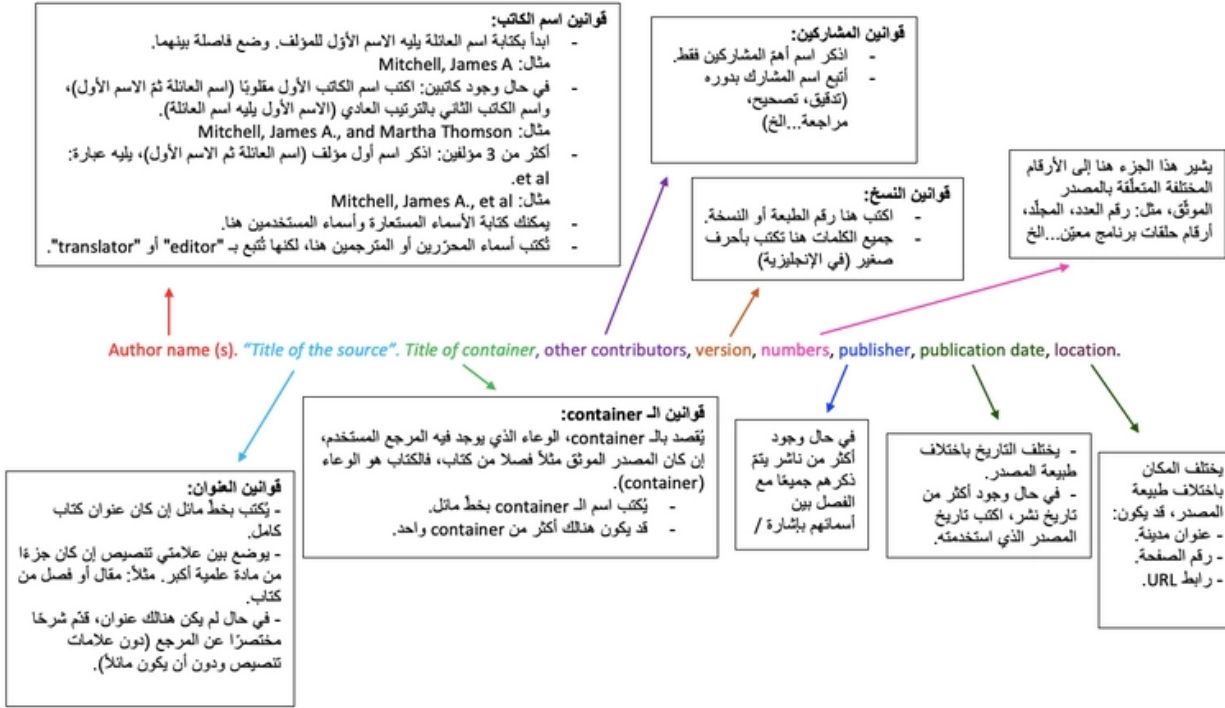 قوانين اسم الكاتب:
- ابدأ بكتابة اسم العائلة يليه الاسم الأوّل للمؤلف. وضع فاصلة بينهما.
مثال: Mitchell, James A
- في حال وجود كاتبين: اكتب اسم الكاتب الأول مقلوبًا (اسم العائلة ثمّ الاسم الأول)،
واسم الكاتب الثاني بالترتيب العادي (الاسم الأول يليه اسم العائلة).
مثال: Mitchell, James A., and Martha Thomson
- أكثر من 3 مؤلفين: اذكر اسم أول مؤلف (اسم العائلة ثم الاسم الأول)، يليه عبارة:
et al.
مثال: Mitchell, James A., et al
- يمكنك كتابة الأسماء المستعارة وأسماء المستخدمين هنا.
- تُكتب أسماء المحرّرين أو المترجمين هنا، لكنها تُتبع بـ "editor" أو "translator".
قوانين المشاركين:
- اذكر اسم أهمّ المشاركين فقط.
- أتبع اسم المشارك بدوره
(تدقيق، تصحيح،
مراجعة...الخ)
قوانين النسخ:
- اكتب هنا رقم الطبعة أو النسخة.
- جميع الكلمات هنا تكتب بأحرف
صغير (في الإنجليزية)
يشير هذا الجزء هنا إلى الأرقام
المختلفة المتعلّقة بالمصدر
الموثّق، مثل: رقم العدد، المجلّد،
أرقام حلقات برنامج معيّن...الخ
Author name (s). “Title of the source”. Title of container, other contributors, version, numbers, publisher, publication date, location.
قوانين العنوان:
- يُكتب بخطّ مائل إن كان عنوان كتاب
كامل.
- يوضع بين علامتي تنصيص إن كان جزءًا
من مادة علمية أكبر. مثلاً: مقال أو فصل من
كتاب.
- في حال لم يكن هنالك عنوان، قدّم شرحًا
مختصرًا عن المرجع (دون علامات
تنصيص ودون أن يكون مائلاً).
قوانين الـ container:
يُقصد بالـ container، الوعاء الذي يوجد فيه المرجع المستخدم،
إن كان المصدر الموثق مثلاً فصلا من كتاب، فالكتاب هو الوعاء
(container).
- يُكتب اسم الـ container بخطّ مائل.
- قد يكون هنالك أكثر من container واحد.
في حال وجود
أكثر من ناشر يتمّ
ذكرهم جميعًا مع
الفصل بين
أسمائهم بإشارة /
- يختلف التاريخ باختلاف
طبيعة المصدر.
- في حال وجود أكثر من
تاريخ نشر، اكتب تاريخ
المصدر الذي استخدمته.
يختلف المكان
باختلاف طبيعة
المصدر، قد يكون:
- عنوان مدينة.
- رقم الصفحة.
- رابط URL.